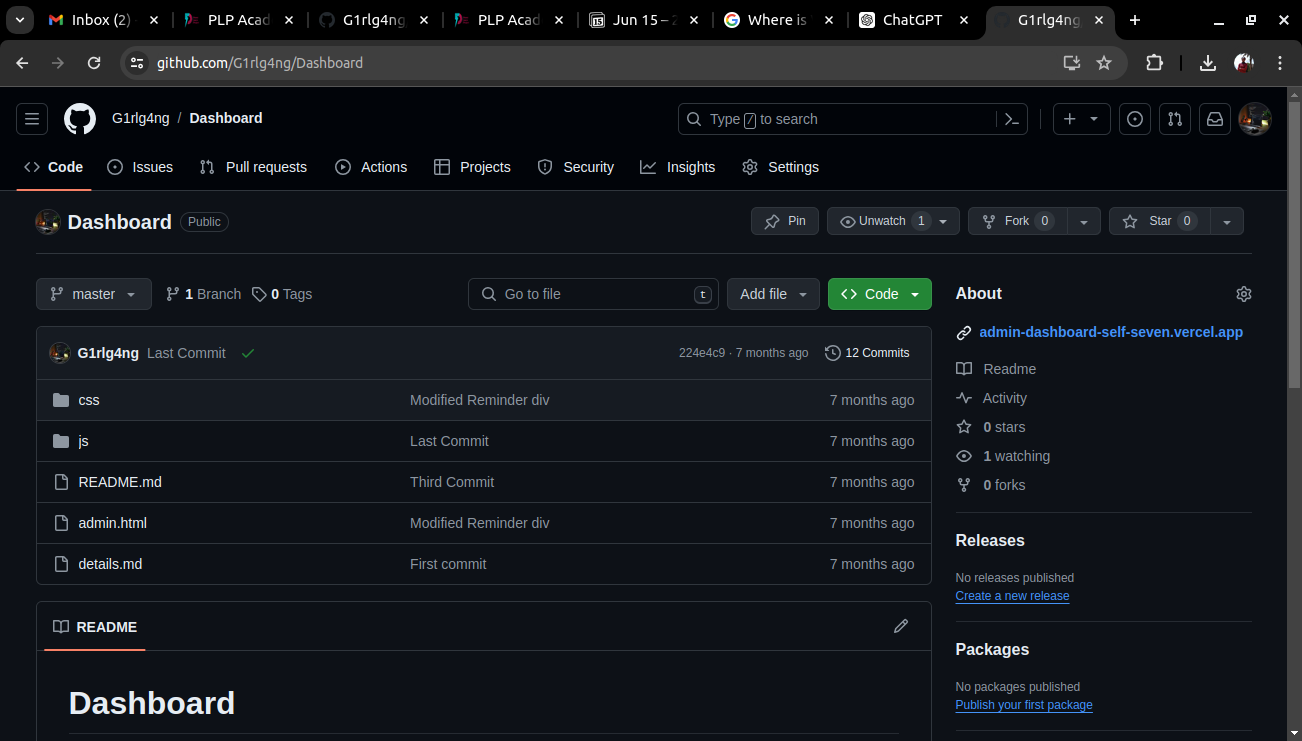 Inbox (2) PLP Acad G1rlg4ng PLP Acad Jun 15 – Where is ChatGPT G1rlg4ng
github.com/G1rlg4ng/Dashboard
G1rlg4ng / Dashboard Type / to search
Code Issues Pull requests Actions Projects Security Insights Settings
Dashboard Public Pin Unwatch 1 Fork 0 Star 0
master 1 Branch 0 Tags Go to file t Add file Code
G1rlg4ng Last Commit 224e4c9 · 7 months ago 12 Commits
css Modified Reminder div 7 months ago
js Last Commit 7 months ago
README.md Third Commit 7 months ago
admin.html Modified Reminder div 7 months ago
details.md First commit 7 months ago
README
Dashboard
About
admin-dashboard-self-seven.vercel.app
Readme
Activity
0 stars
1 watching
0 forks
Releases
No releases published
Create a new release
Packages
No packages published
Publish your first package